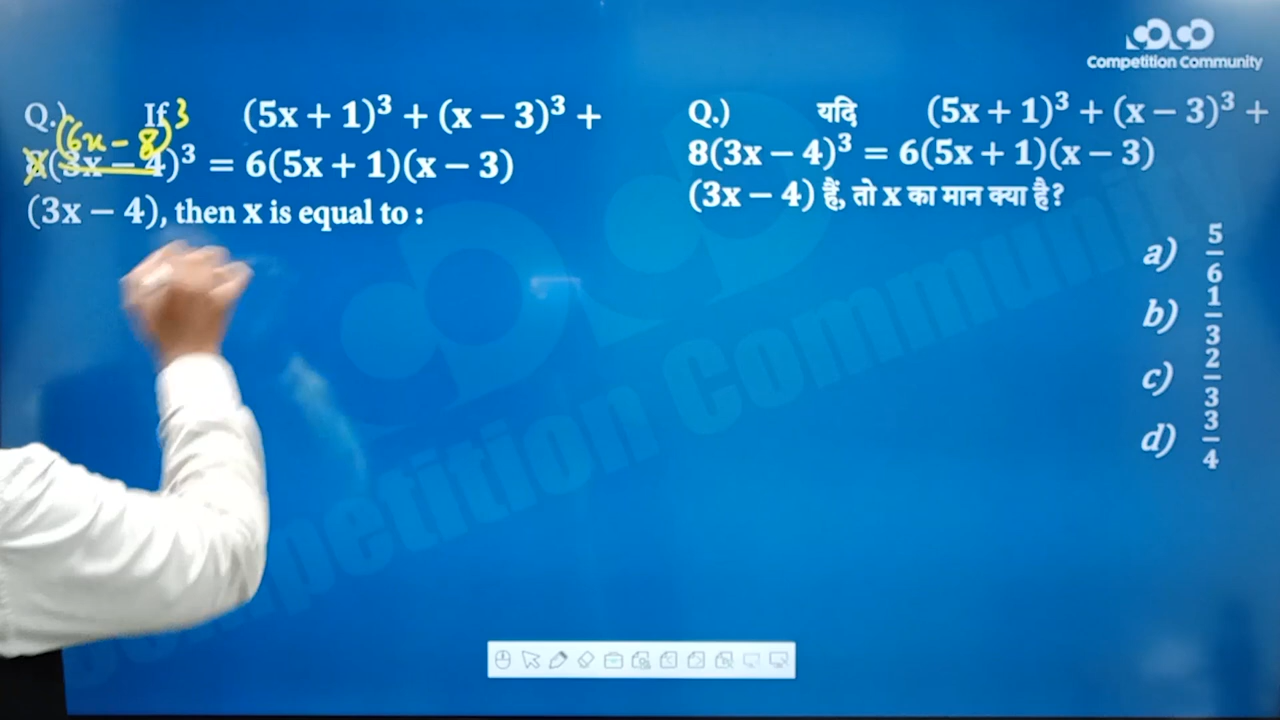 Competition Community
Q.) If (5x + 1)³ + (x – 3)³ +
(6x – 8)³
8(3x – 4)³ = 6(5x + 1)(x – 3)
(3x – 4), then x is equal to :
Q.) यदि (5x + 1)³ + (x – 3)³ +
8(3x – 4)³ = 6(5x + 1)(x – 3)
(3x – 4) हैं, तो x का मान क्या है?
a) 5/6
b) 1/3
c) 2/3
d) 3/4
Competition Community